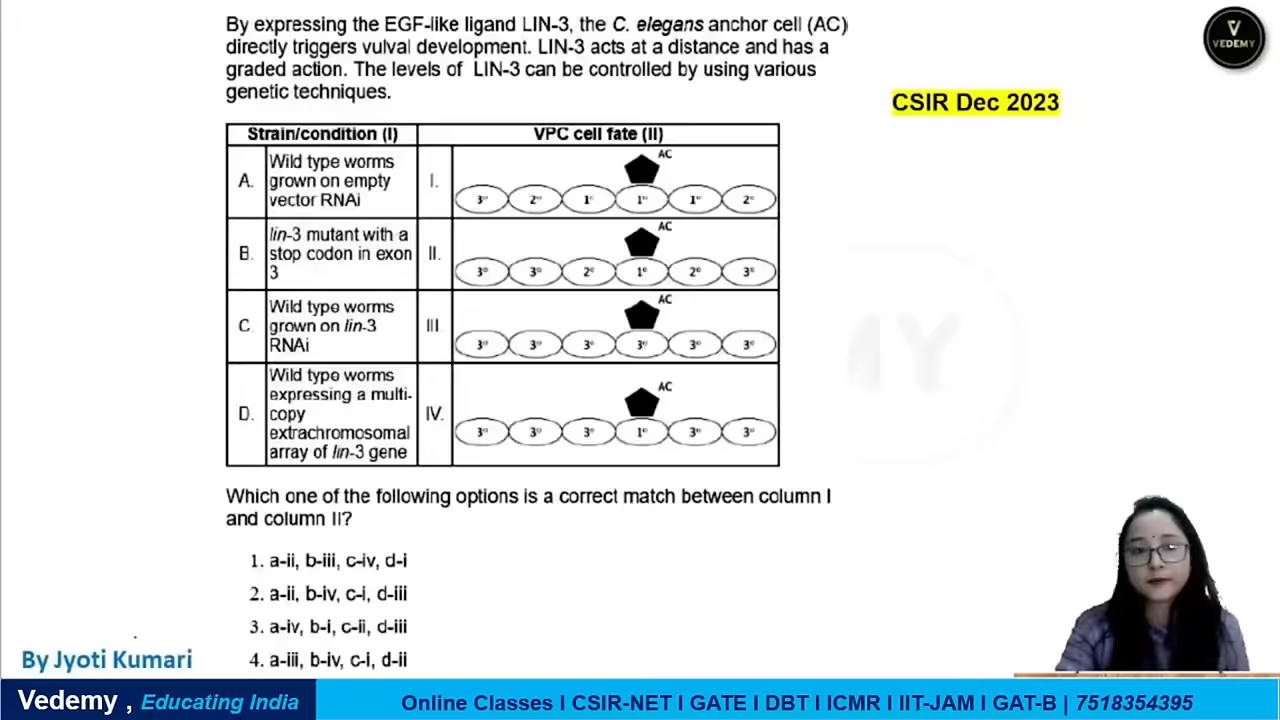 By expressing the EGF-like ligand LIN-3, the C. elegans anchor cell (AC)
directly triggers vulval development. LIN-3 acts at a distance and has a
graded action. The levels of LIN-3 can be controlled by using various
genetic techniques.
VEDEMY
CSIR Dec 2023
Strain/condition (I) VPC cell fate (II)
A. Wild type worms
grown on empty
vector RNAi
I. AC
3° 2° 1° 1° 1° 2°
B. lin-3 mutant with a
stop codon in exon
3
II. AC
3° 3° 2° 1° 2° 3°
C. Wild type worms
grown on lin-3
RNAi
III. AC
3° 3° 3° 3° 3° 3°
D. Wild type worms
expressing a multi-
copy
extrachromosomal
array of lin-3 gene
IV. AC
3° 3° 3° 1° 3° 3°
Which one of the following options is a correct match between column I
and column II?
1. a-ii, b-iii, c-iv, d-i
2. a-ii, b-iv, c-i, d-iii
3. a-iv, b-i, c-ii, d-iii
4. a-iii, b-iv, c-i, d-ii
By Jyoti Kumari
Vedemy , Educating India
Online Classes I CSIR-NET I GATE I DBT I ICMR I IIT-JAM I GAT-B | 7518354395